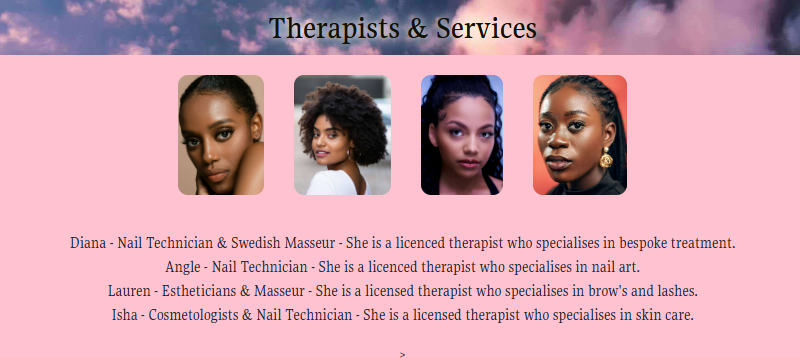 Therapists & Services
Diana - Nail Technician & Swedish Masseur - She is a licenced therapist who specialises in bespoke treatment.
Angle - Nail Technician - She is a licenced therapist who specialises in nail art.
Lauren - Estheticians & Masseur - She is a licensed therapist who specialises in brow's and lashes.
Isha - Cosmetologists & Nail Technician - She is a licensed therapist who specialises in skin care.
>